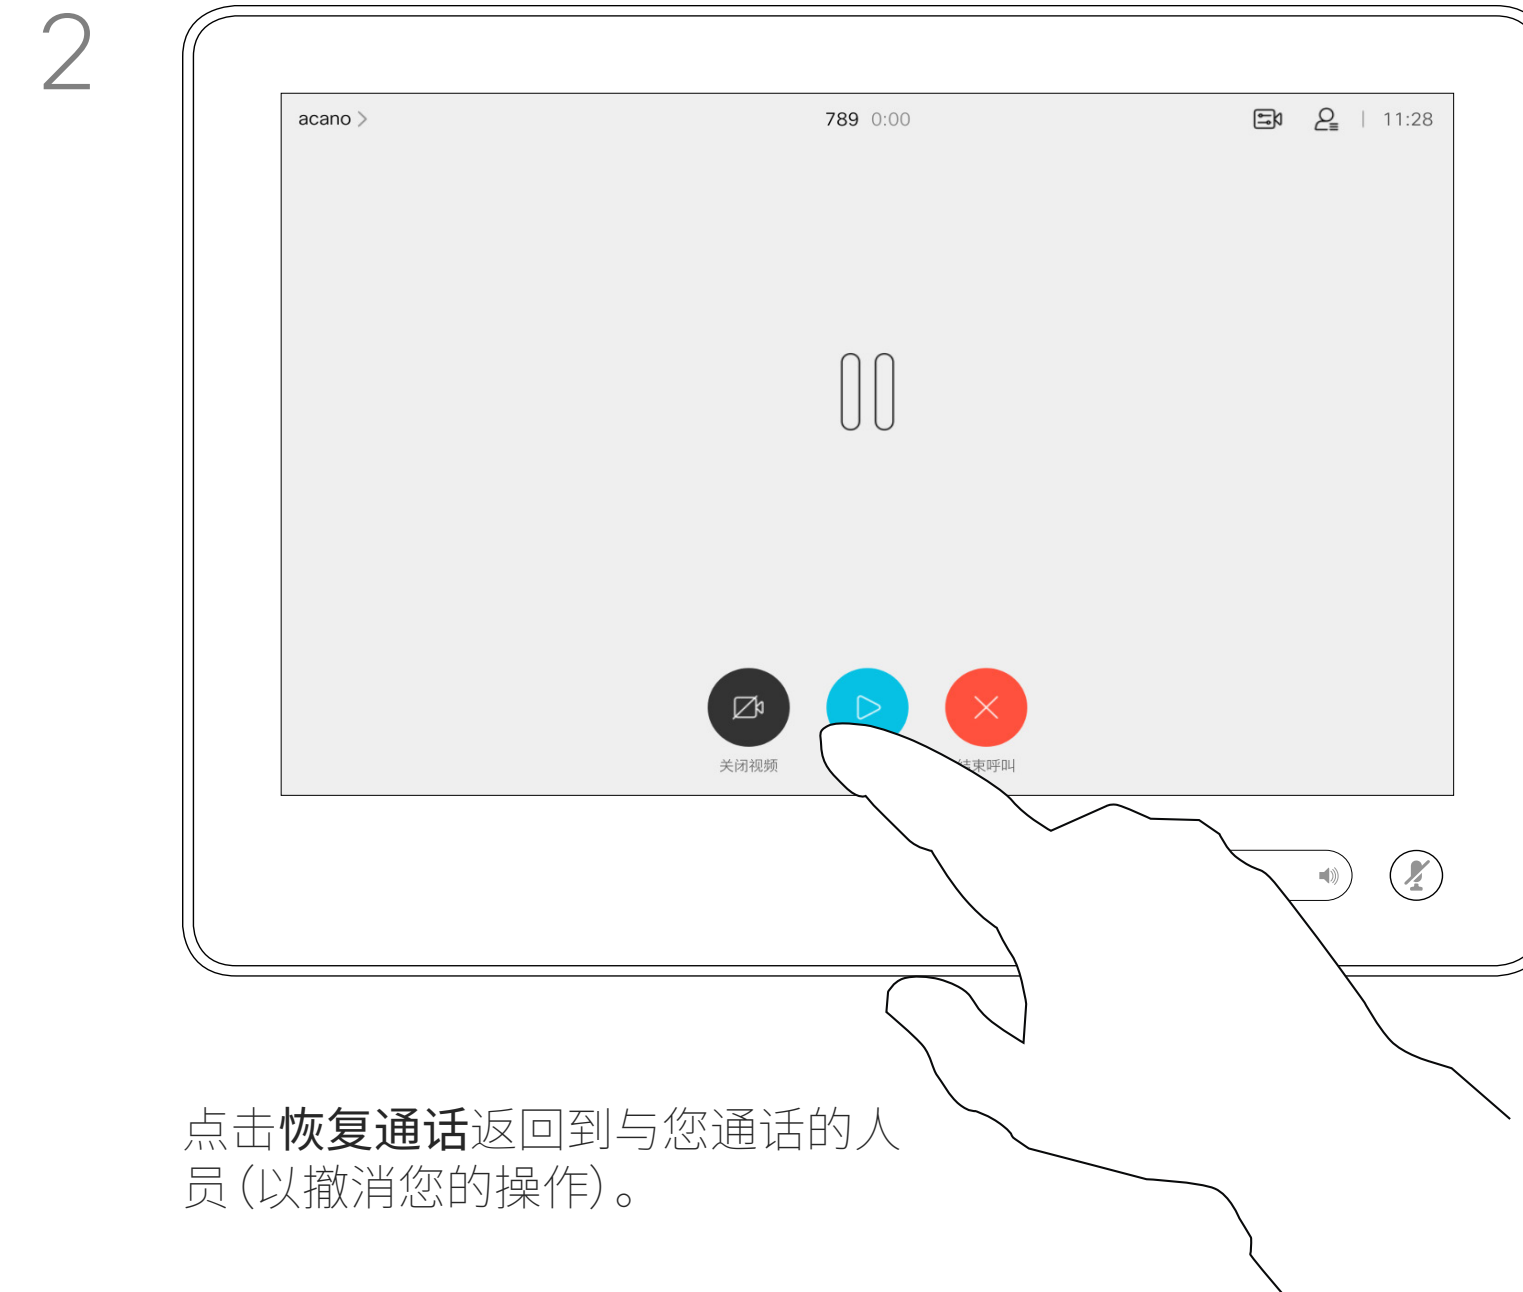 2
acano
789 0:00
11:28
关闭视频
结束呼叫
点击恢复通话返回到与您通话的人
员(以撤消您的操作)。